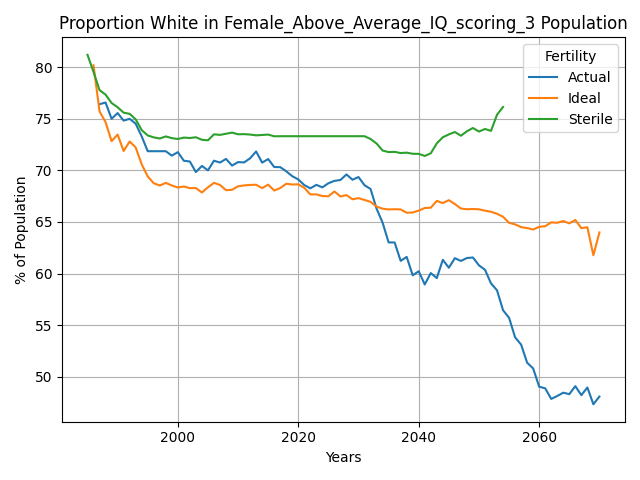 Proportion White in Female_Above_Average_IQ_scoring_3 Population
Fertility
Actual
Ideal
Sterile
% of Population
80
75
70
65
60
55
50
2000
2020
2040
2060
Years